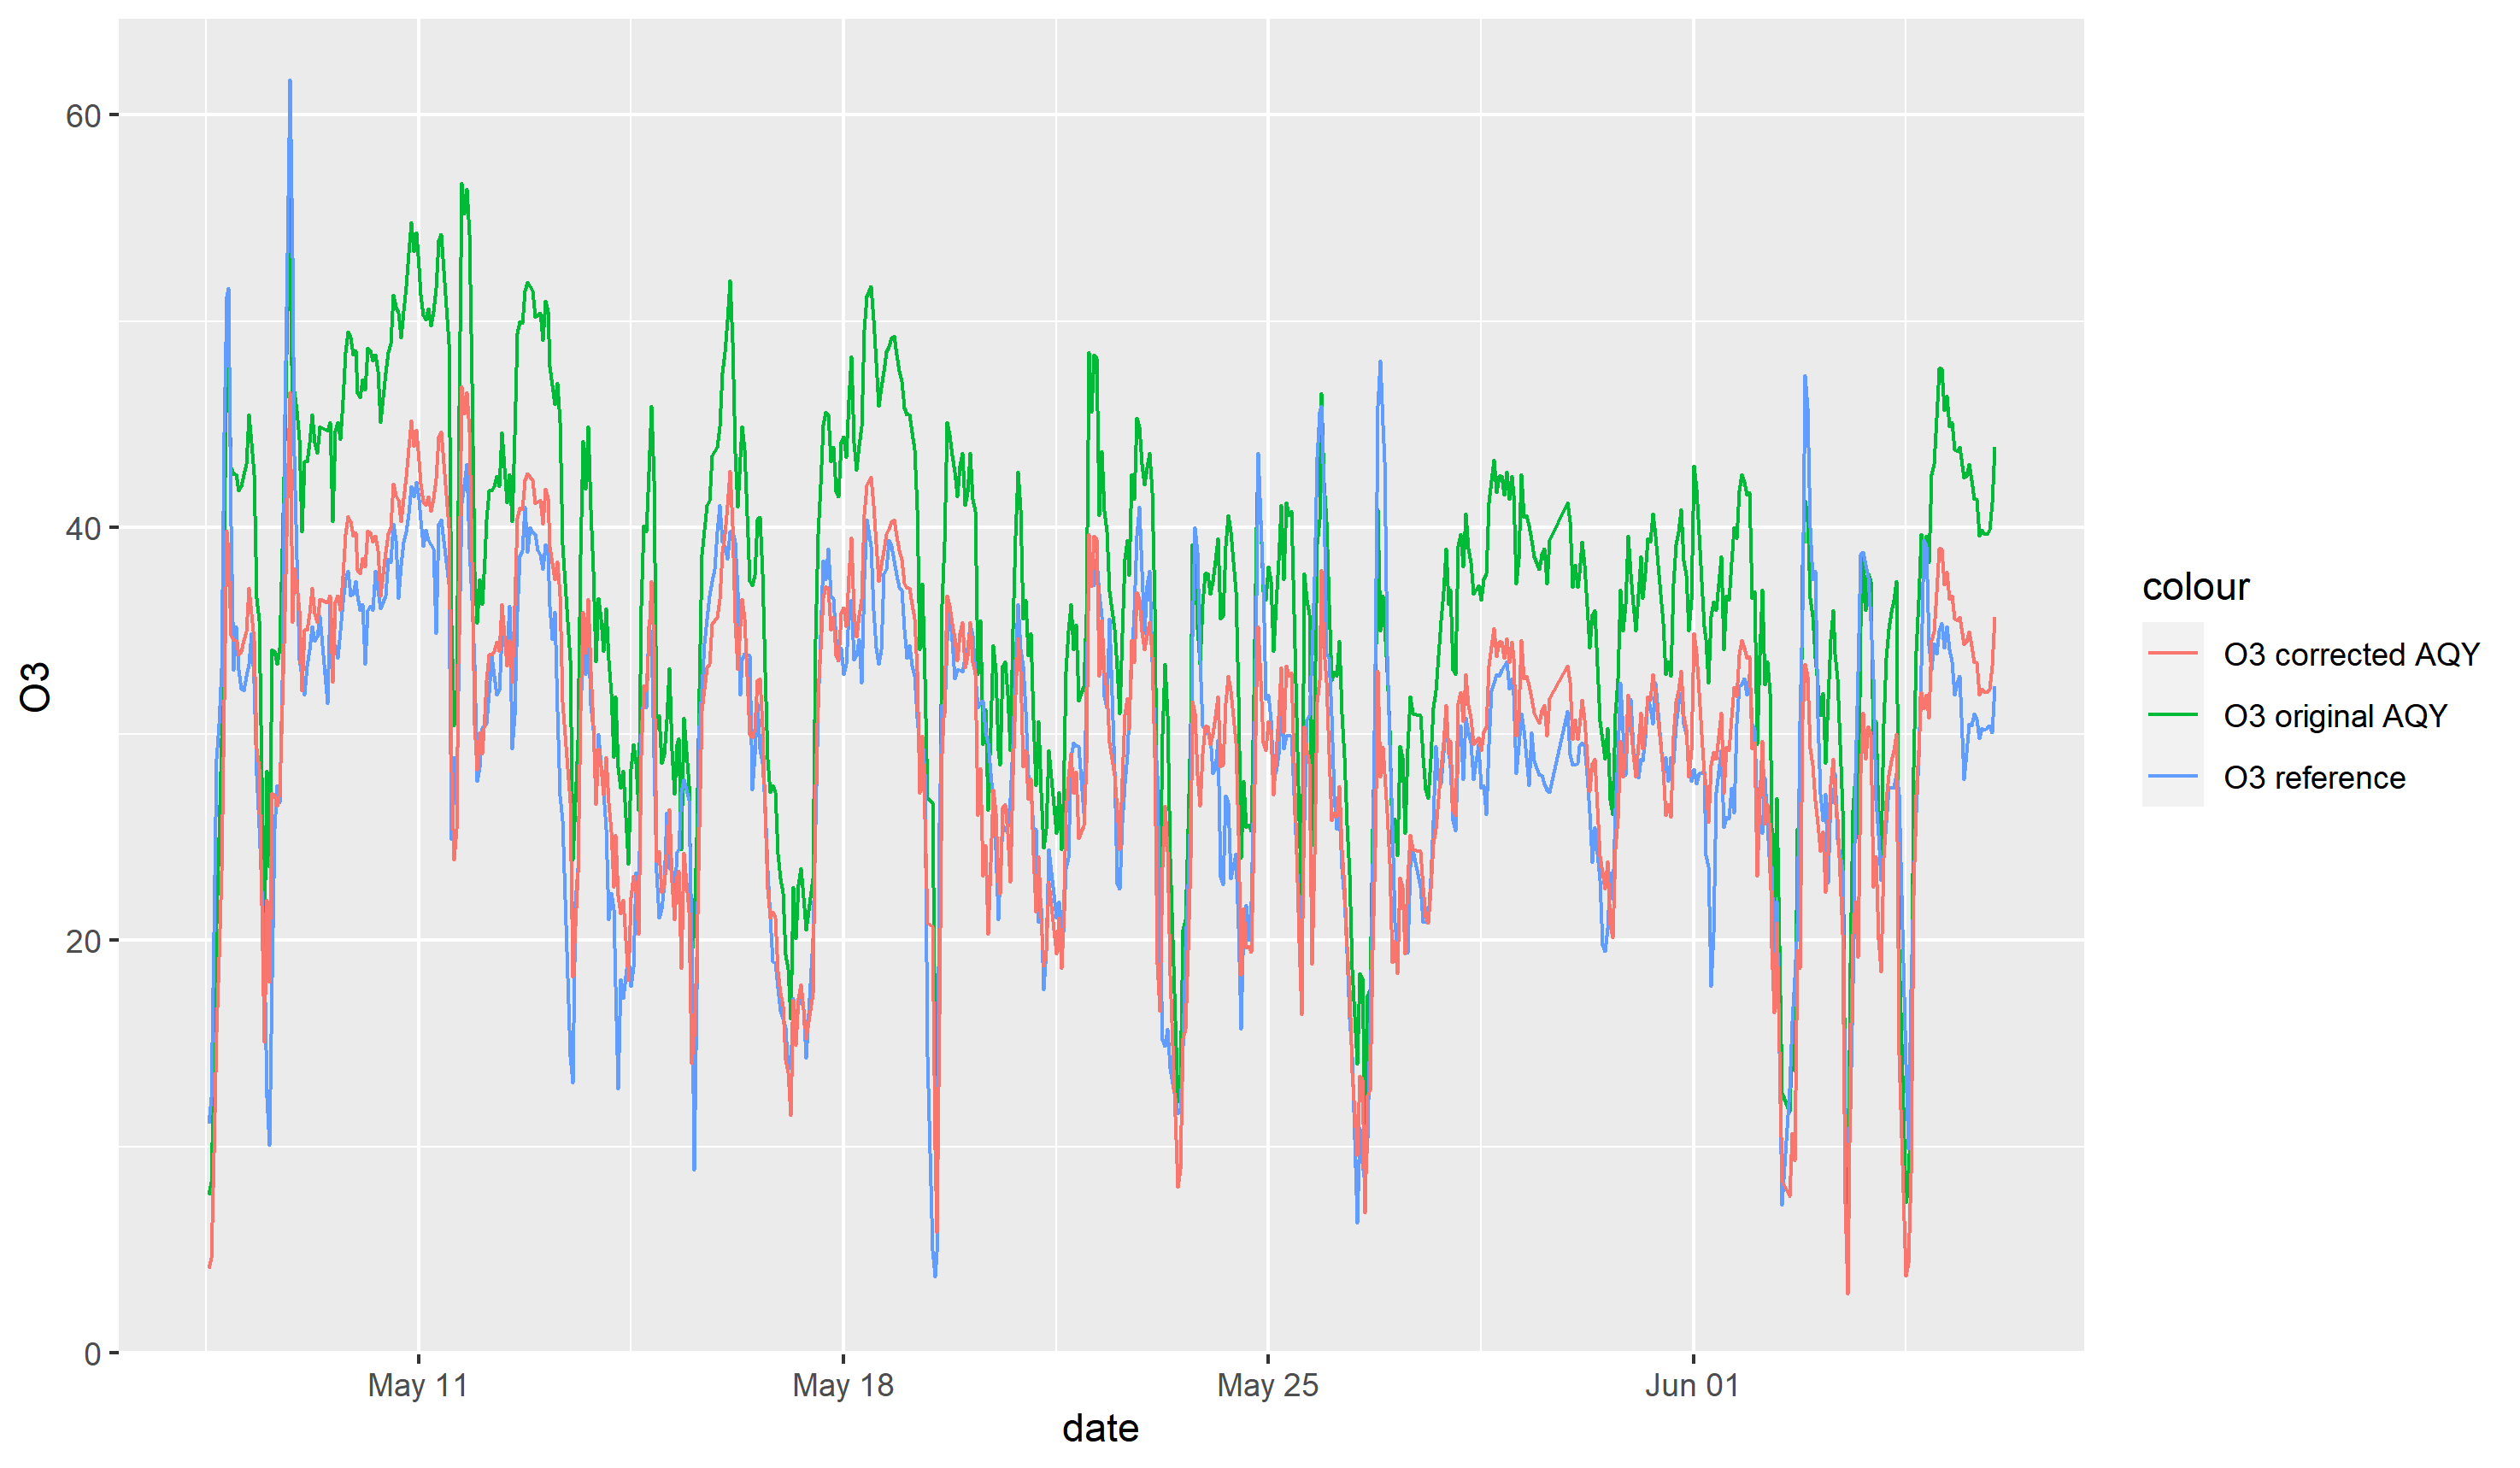 60
40
20
0
O3
May 11
May 18
May 25
Jun 01
date
colour
O3 corrected AQY
O3 original AQY
O3 reference